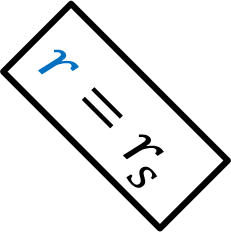 r = rₛ